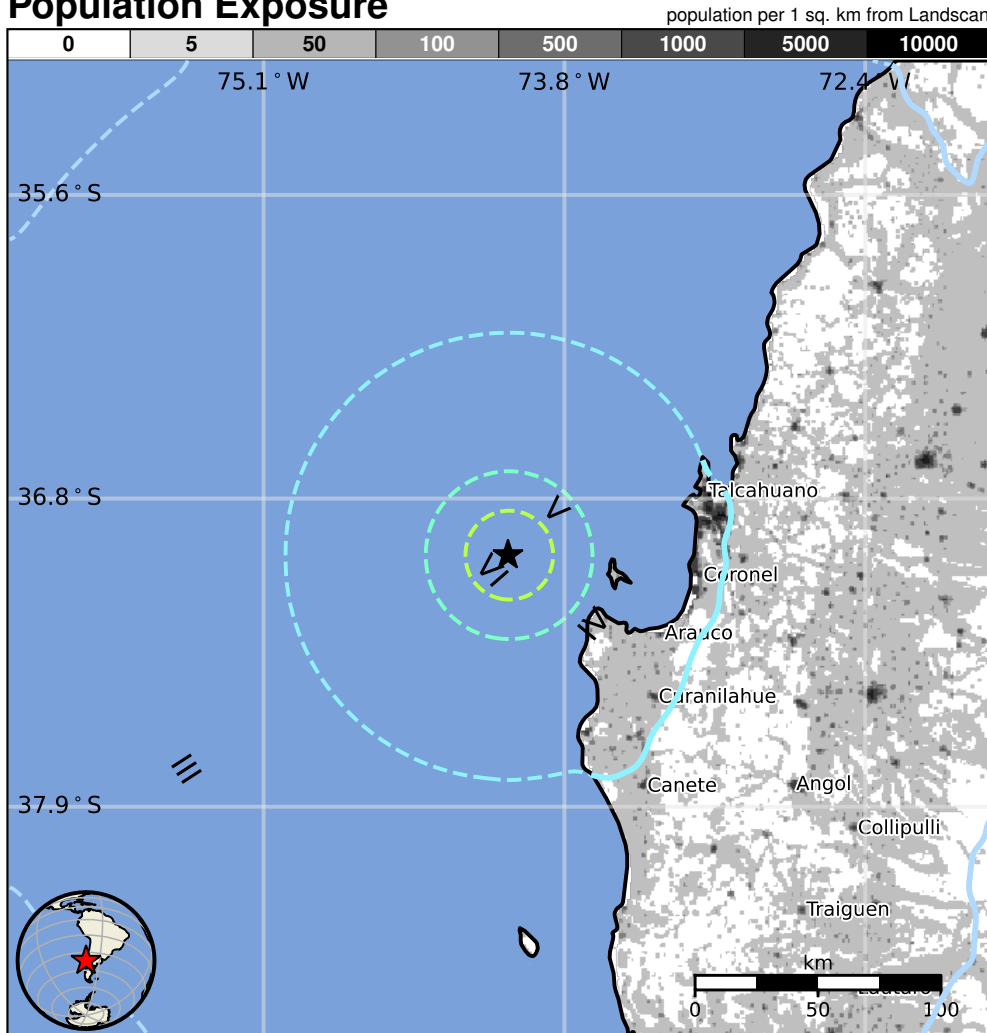 Population Exposure
population per 1 sq. km from Landscan
0 5 50 100 500 1000 5000 10000
75.1°W 73.8°W 72.4°W
35.6°S
36.8°S
Talcahuano
V
Coronel
VI
IV
Arauco
Curanilahue
III
Canete
Angol
37.9°S
Collipulli
Traiguen
km
Lautaro
0 50 100